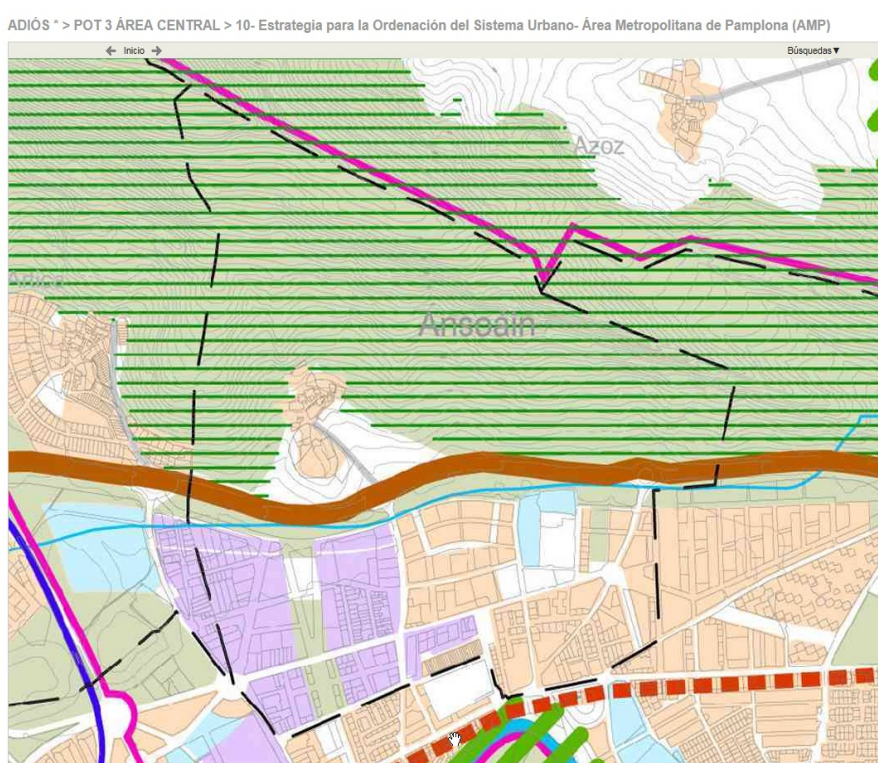 ADIÓS * > POT 3 ÁREA CENTRAL > 10- Estrategia para la Ordenación del Sistema Urbano- Área Metropolitana de Pamplona (AMP)
Inicio
Búsquedas▼
Azoz
Artica
Ansoáin